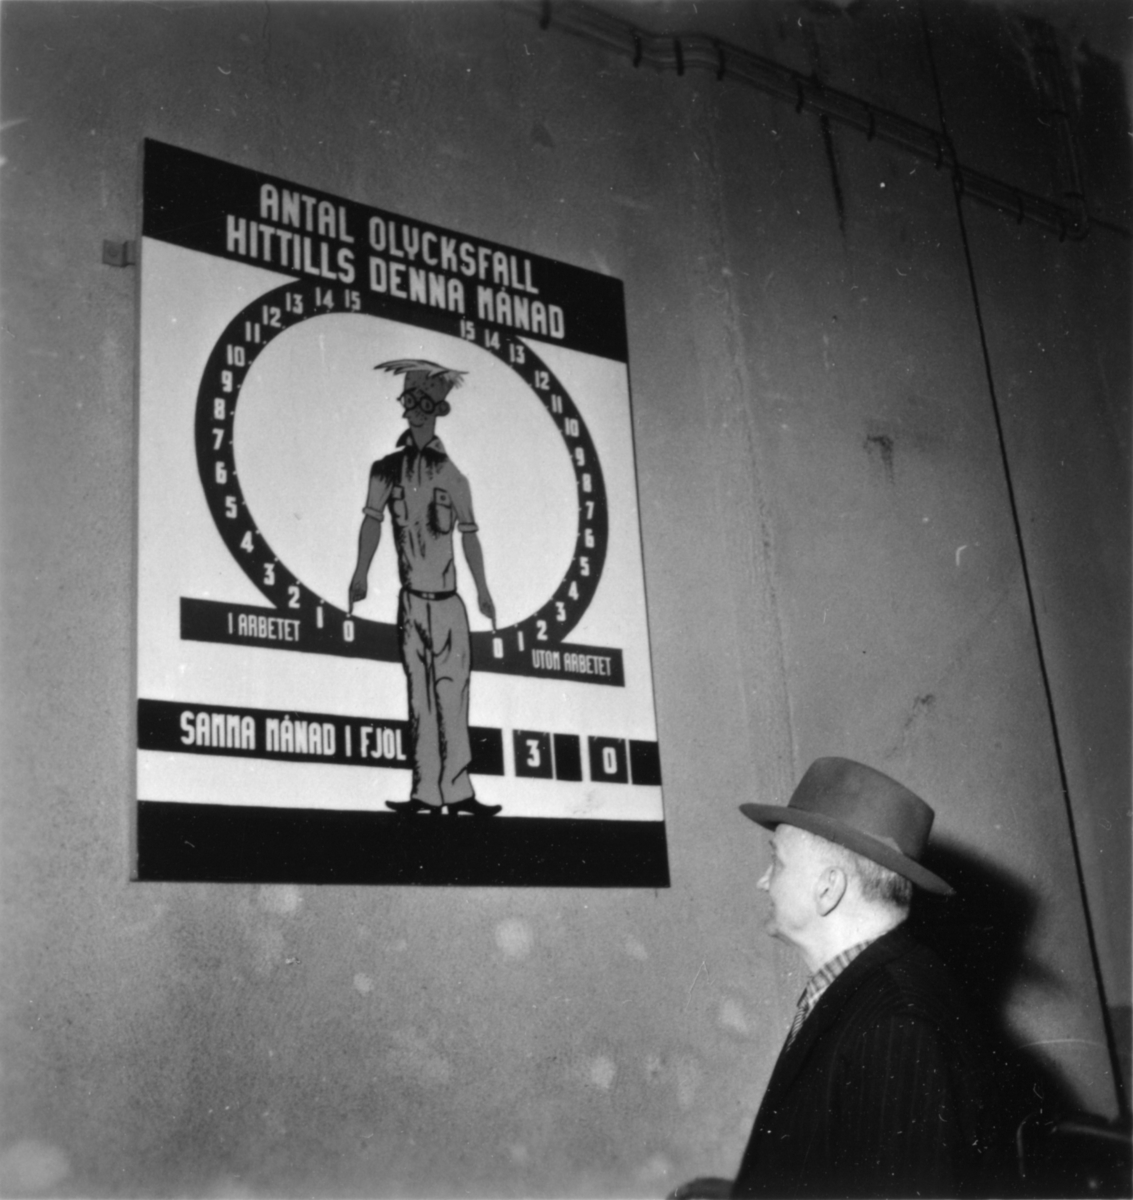 ANTAL OLYCKSFALL
HITTILLS DENNA MÅNAD
15 14 13 12 11 10 9 8 7 6 5 4 3 2 1 0
15 14 13 12 11 10 9 8 7 6 5 4 3 2 1 0
I ARBETET
UTOM ARBETET
SAMMA MÅNAD I FJOL 3 0